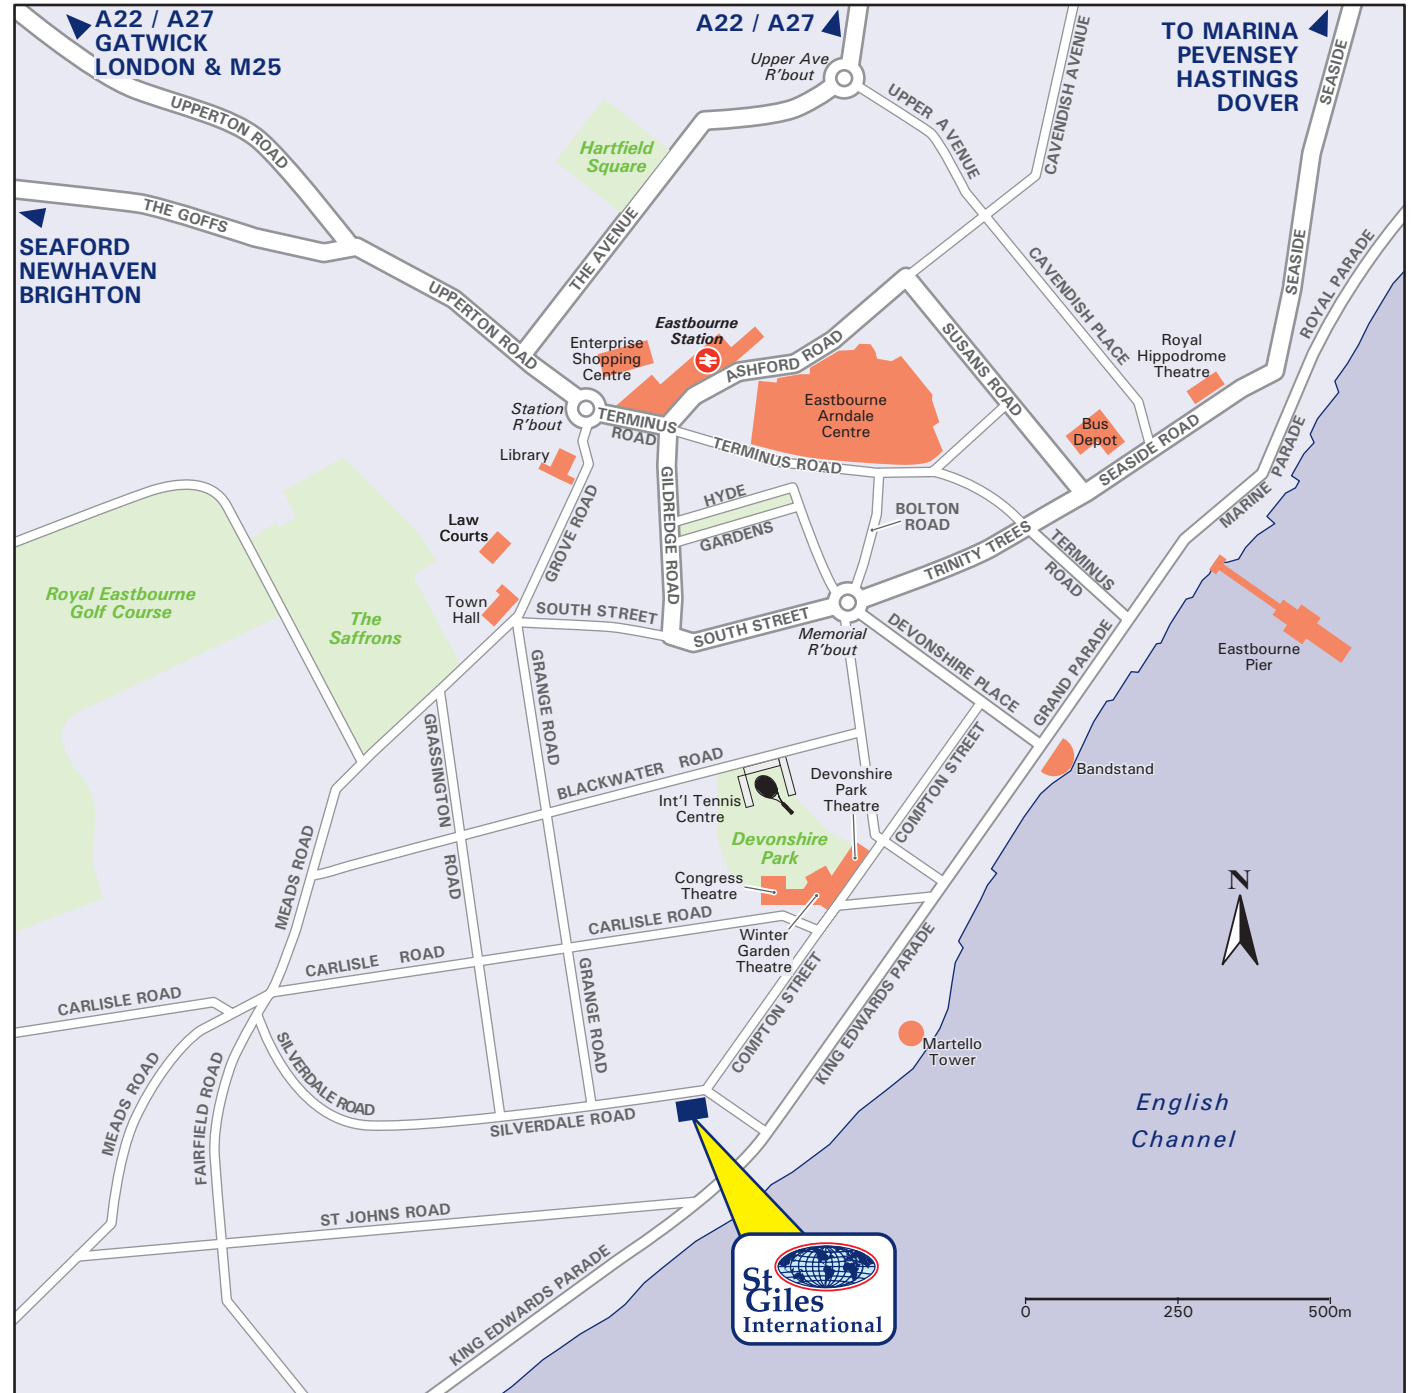 A22 / A27
GATWICK
LONDON & M25
A22 / A27
TO MARINA
PEVENSEY
HASTINGS
DOVER
Upper Ave
R'bout
UPPERTON ROAD
UPPER AVENUE
CAVENDISH AVENUE
SEASIDE
Hartfield
Square
THE GOFFS
SEAFORD
NEWHAVEN
BRIGHTON
THE AVENUE
CAVENDISH PLACE
SEASIDE
ROYAL PARADE
UPPERTON ROAD
Eastbourne
Station
Enterprise
Shopping
Centre
ASHFORD ROAD
SUSANS ROAD
Royal
Hippodrome
Theatre
Station
R'bout
TERMINUS
ROAD
Eastbourne
Arndale
Centre
Bus
Depot
SEASIDE ROAD
Library
TERMINUS ROAD
MARINE PARADE
GILDREDGE ROAD
HYDE
GARDENS
BOLTON
ROAD
Law
Courts
GROVE ROAD
TRINITY TREES
TERMINUS
ROAD
Royal Eastbourne
Golf Course
The
Saffrons
Town
Hall
SOUTH STREET
SOUTH STREET
Memorial
R'bout
DEVONSHIRE PLACE
GRAND PARADE
Eastbourne
Pier
GRANGE ROAD
GRASSINGTON
ROAD
BLACKWATER ROAD
Int'l Tennis
Centre
Devonshire
Park
Theatre
COMPTON STREET
Bandstand
Devonshire
Park
MEADS ROAD
Congress
Theatre
N
CARLISLE ROAD
Winter
Garden
Theatre
CARLISLE ROAD
CARLISLE ROAD
GRANGE ROAD
COMPTON STREET
KING EDWARDS PARADE
Martello
Tower
SILVERDALE ROAD
MEADS ROAD
FAIRFIELD ROAD
SILVERDALE ROAD
English
Channel
ST JOHNS ROAD
KING EDWARDS PARADE
St
Giles
International
0 250 500m